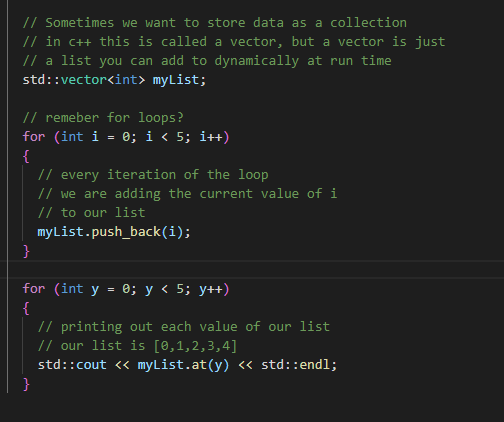 // Sometimes we want to store data as a collection
// in c++ this is called a vector, but a vector is just
// a list you can add to dynamically at run time
std::vector<int> myList;
// remeber for loops?
for (int i = 0; i < 5; i++)
{
// every iteration of the loop
// we are adding the current value of i
// to our list
myList.push_back(i);
}
for (int y = 0; y < 5; y++)
{
// printing out each value of our list
// our list is [0,1,2,3,4]
std::cout << myList.at(y) << std::endl;
}